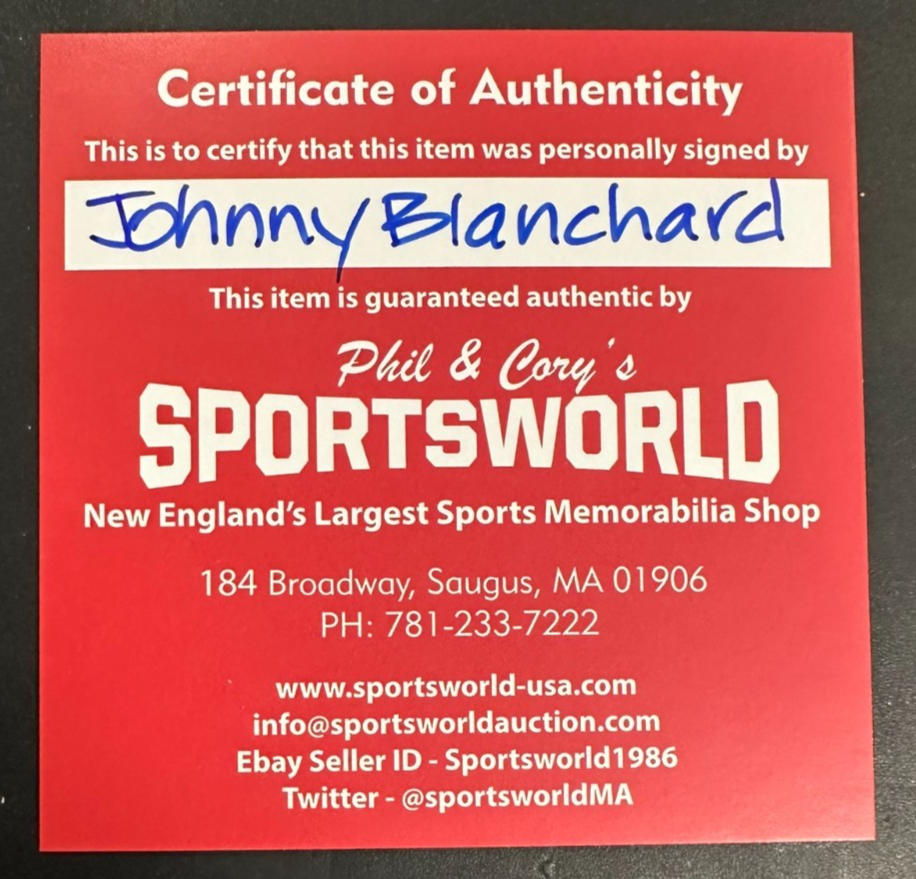 Certificate of Authenticity
This is to certify that this item was personally signed by
Johnny Blanchard
This item is guaranteed authentic by
Phil & Cory's
SPORTSWORLD
New England's Largest Sports Memorabilia Shop
184 Broadway, Saugus, MA 01906
PH: 781-233-7222
www.sportsworld-usa.com
info@sportsworldauction.com
Ebay Seller ID - Sportsworld1986
Twitter - @sportsworldMA